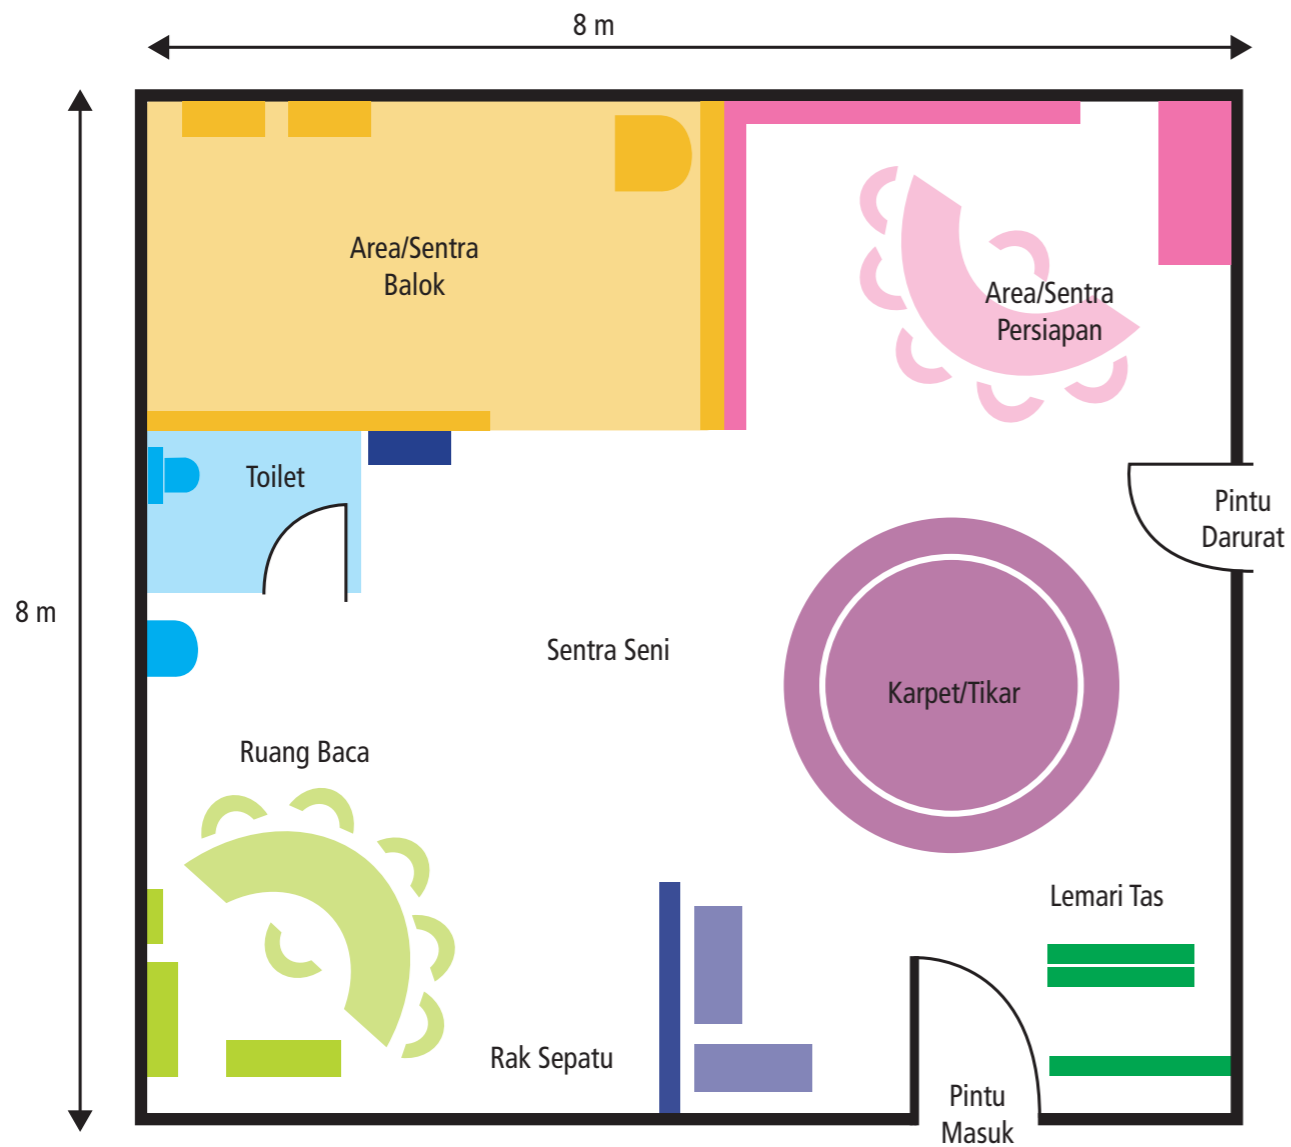 8 m
Area/Sentra
Balok
Area/Sentra
Persiapan
Toilet
Pintu
Darurat
8 m
Sentra Seni
Karpet/Tikar
Ruang Baca
Lemari Tas
Rak Sepatu
Pintu
Masuk